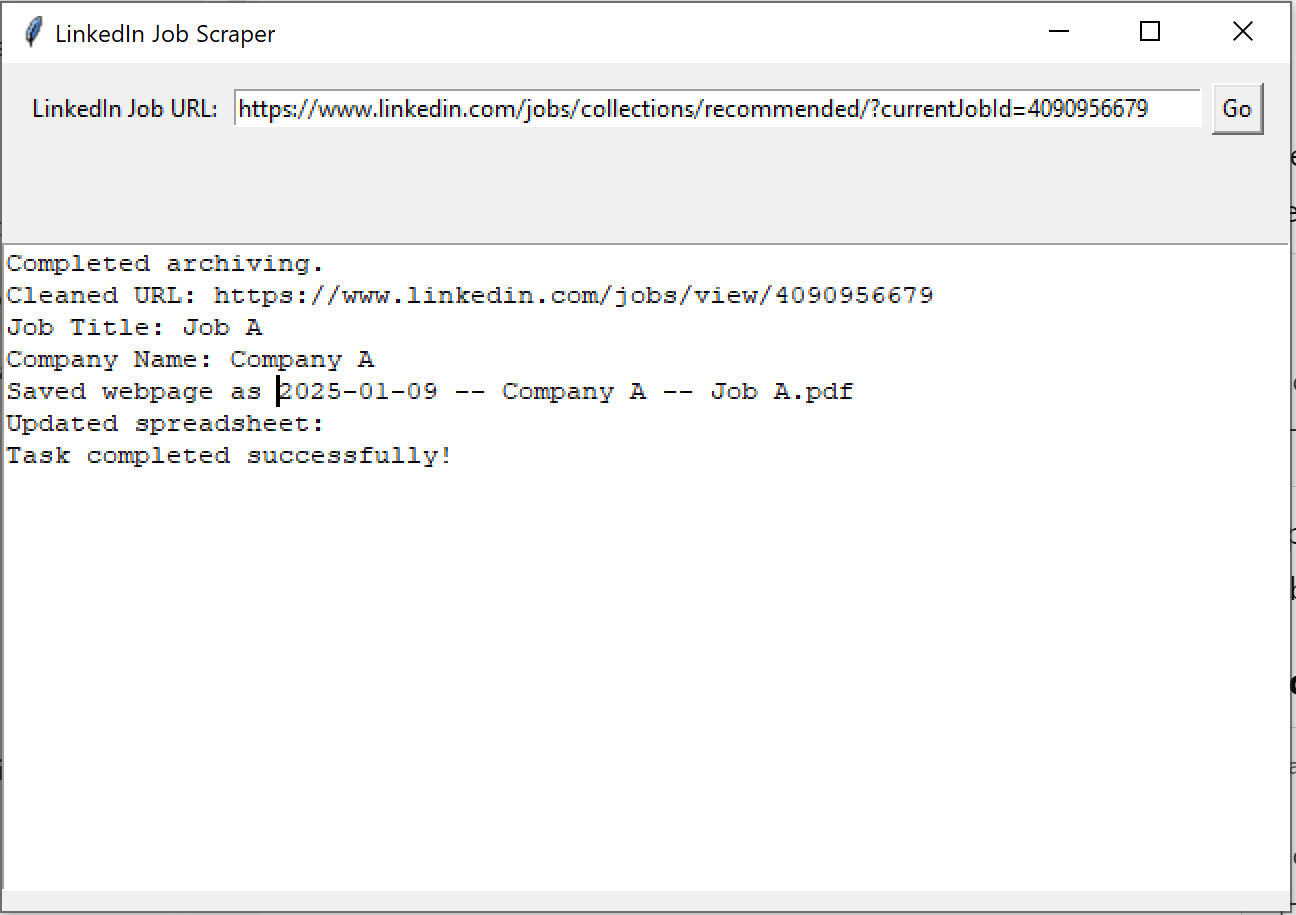 LinkedIn Job Scraper
LinkedIn Job URL: https://www.linkedin.com/jobs/collections/recommended/?currentJobId=4090956679 Go
Completed archiving.
Cleaned URL: https://www.linkedin.com/jobs/view/4090956679
Job Title: Job A
Company Name: Company A
Saved webpage as 2025-01-09 -- Company A -- Job A.pdf
Updated spreadsheet:
Task completed successfully!